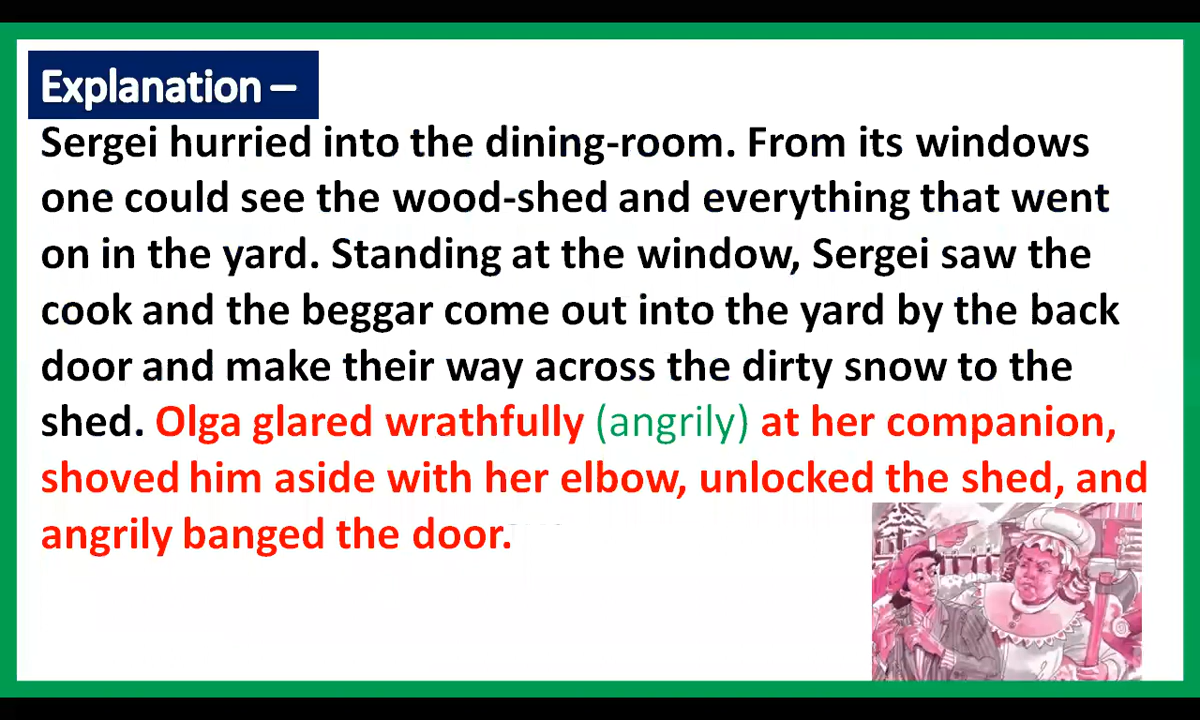 Explanation –
Sergei hurried into the dining-room. From its windows
one could see the wood-shed and everything that went
on in the yard. Standing at the window, Sergei saw the
cook and the beggar come out into the yard by the back
door and make their way across the dirty snow to the
shed. Olga glared wrathfully (angrily) at her companion,
shoved him aside with her elbow, unlocked the shed, and
angrily banged the door.